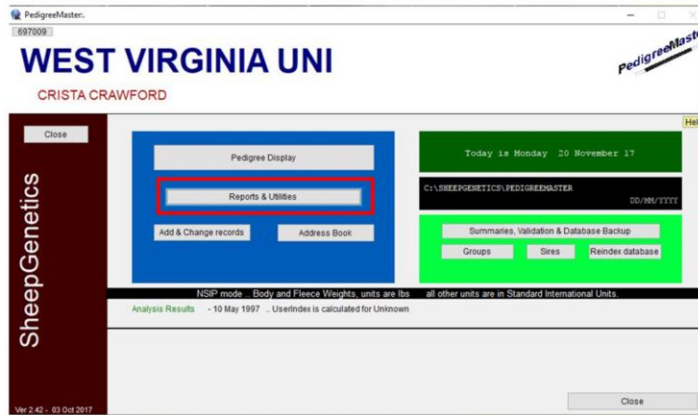 PedigreeMaster:.
697009
WEST VIRGINIA UNI
CRISTA CRAWFORD
Close
Pedigree Display
Reports & Utilities
Add & Change records
Address Book
Today is Monday 20 November 17
C:\SHEEPGENETICS\PEDIGREEMASTER
DD/MM/YYYY
Summaries, Validation & Database Backup
Groups
Sires
Reindex database
SheepGenetics
NSIP mode .. Body and Fleece Weights, units are lbs all other units are in Standard International Units.
Analysis Results - 10 May 1997 .. UserIndex is calculated for Unknown
Close
Ver 2.42 - 03 Oct 2017